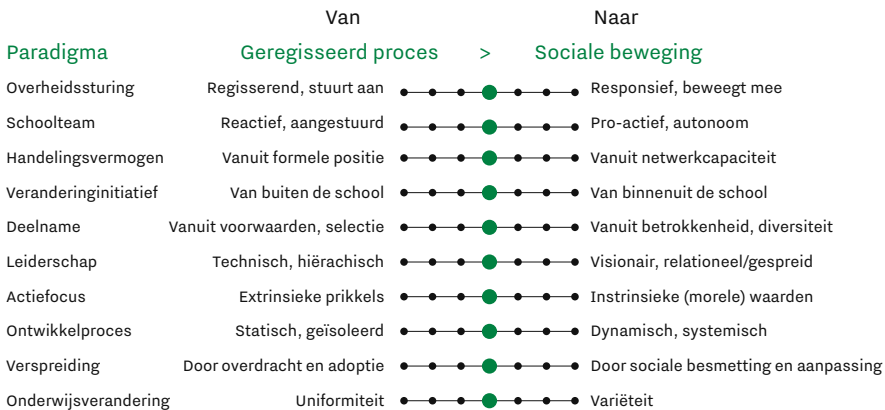 Van Naar
Paradigma Geregisseerd proces > Sociale beweging
Overheidssturing Regisserend, stuurt aan Responsief, beweegt mee
Schoolteam Reactief, aangestuurd Pro-actief, autonoom
Handelingsvermogen Vanuit formele positie Vanuit netwerkcapaciteit
Veranderinginitiatief Van buiten de school Van binnenuit de school
Deelname Vanuit voorwaarden, selectie Vanuit betrokkenheid, diversiteit
Leiderschap Technisch, hiërachisch Visionair, relationeel/gespreid
Actiefocus Extrinsieke prikkels Instrinsieke (morele) waarden
Ontwikkelproces Statisch, geïsoleerd Dynamisch, systemisch
Verspreiding Door overdracht en adoptie Door sociale besmetting en aanpassing
Onderwijsverandering Uniformiteit Variëteit